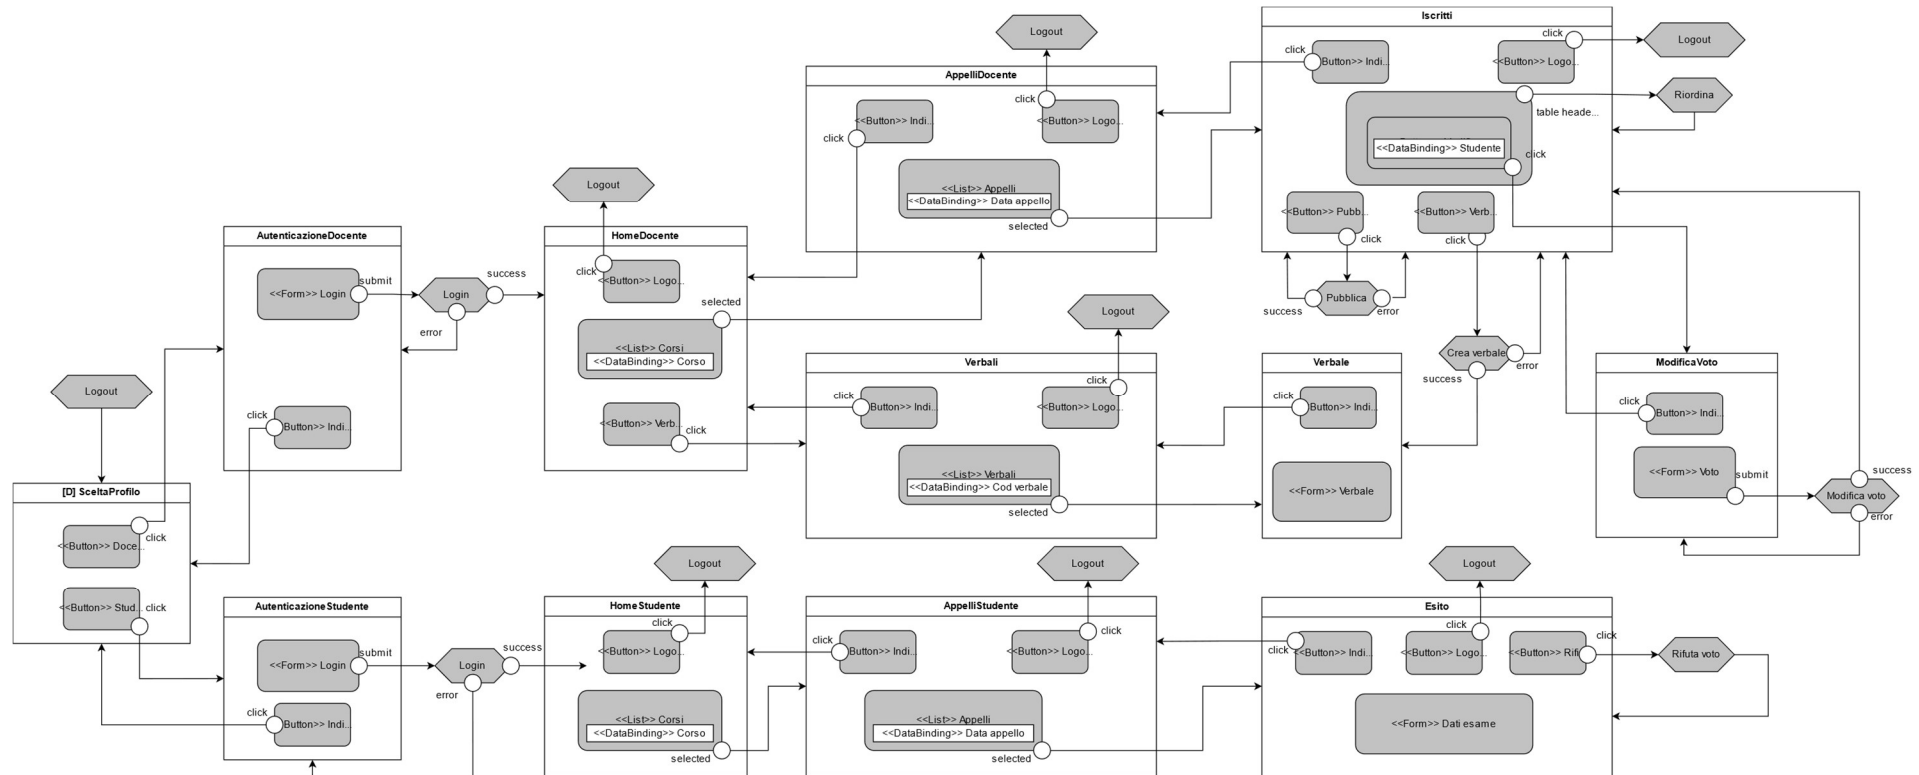 Logout
AppelliDocente
<<Button>> Indi...
click
click
<<Button>> Logo...
<<List>> Appelli
<<DataBinding>> Data appello
selected
Iscritti
click
Button>> Indi...
click
<<Button>> Logo...
Logout
Riordina
table heade...
<<DataBinding>> Studente
click
<<Button>> Pubb...
click
<<Button>> Verb...
click
Pubblica
success
error
Crea verbale
success
error
Logout
AutenticazioneDocente
<<Form>> Login
submit
Login
success
error
click
Button>> Indi...
HomeDocente
click
<<Button>> Logo...
selected
<<List>> Corsi
<<DataBinding>> Corso
<<Button>> Verb...
click
Logout
Verbali
click
Button>> Indi...
click
<<Button>> Logo...
<<List>> Verbali
<<DataBinding>> Cod verbale
selected
Verbale
click
Button>> Indi...
<<Form>> Verbale
ModificaVoto
click
Button>> Indi...
<<Form>> Voto
submit
Modifica voto
success
error
Logout
[D] SceltaProfilo
<<Button>> Doce...
click
<<Button>> Stud...
click
AutenticazioneStudente
<<Form>> Login
submit
Login
success
error
click
Button>> Indi...
Logout
HomeStudente
click
<<Button>> Logo...
<<List>> Corsi
<<DataBinding>> Corso
selected
Logout
AppelliStudente
click
Button>> Indi...
click
<<Button>> Logo...
<<List>> Appelli
<<DataBinding>> Data appello
selected
Logout
Esito
click
<<Button>> Indi...
click
<<Button>> Logo...
click
<<Button>> Rifi
Rifiuta voto
<<Form>> Dati esame